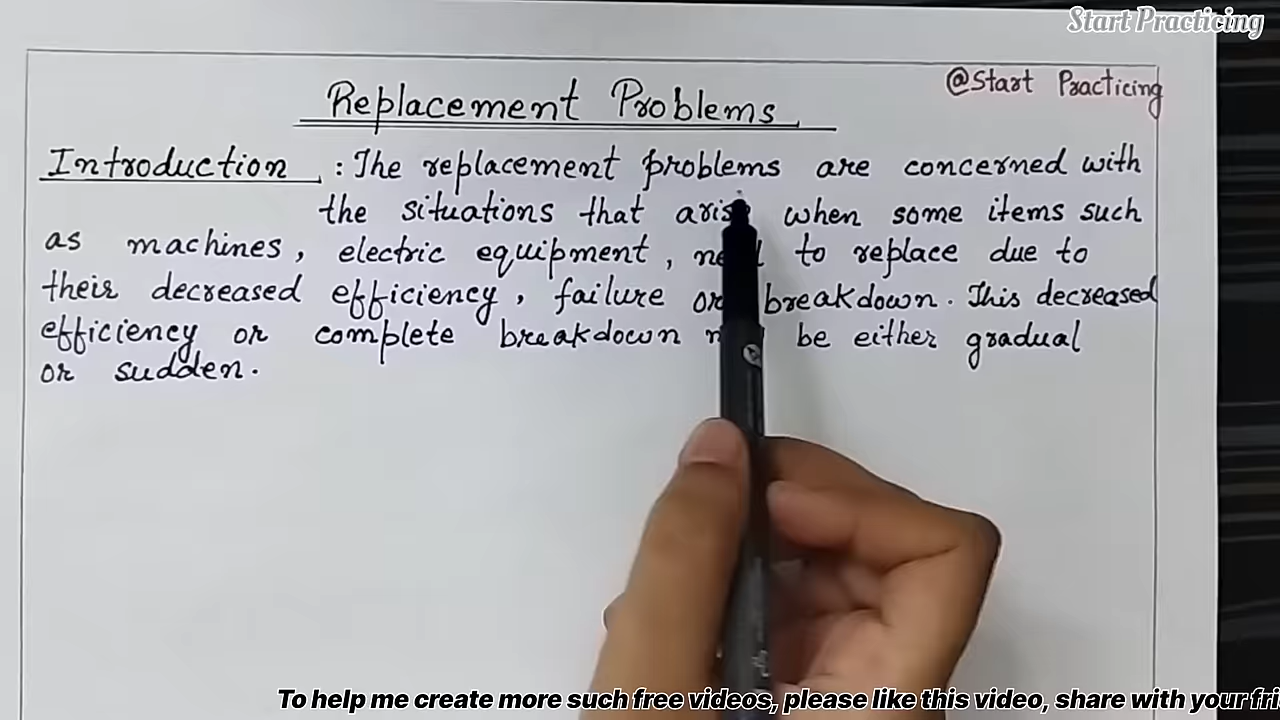 Start Practicing
@Start Practicing
Replacement Problems
Introduction : The replacement problems are concerned with
the situations that when some items such
as machines, electric equipment, to replace due to
their decreased efficiency, failure or breakdown. This decreased
efficiency or complete breakdown be either gradual
or sudden.
To help me create more such free videos, please like this video, share with your fri